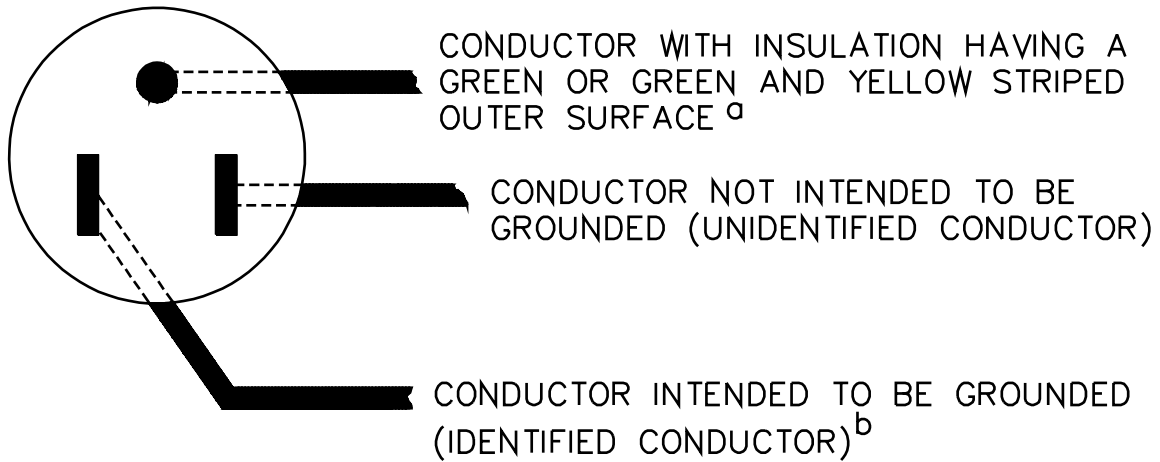 CONDUCTOR WITH INSULATION HAVING A
GREEN OR GREEN AND YELLOW STRIPED
OUTER SURFACE a
CONDUCTOR NOT INTENDED TO BE
GROUNDED (UNIDENTIFIED CONDUCTOR)
CONDUCTOR INTENDED TO BE GROUNDED
(IDENTIFIED CONDUCTOR) b